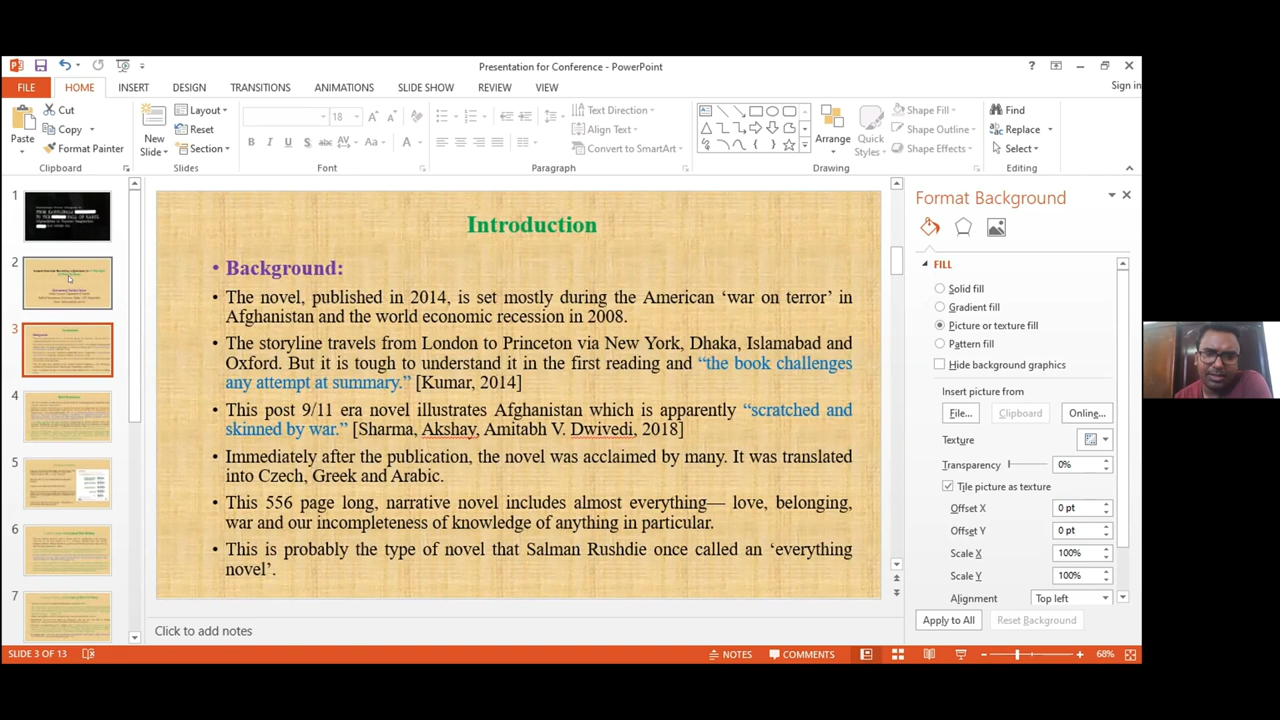 Presentation for Conference - PowerPoint
?
Sign in
FILE HOME INSERT DESIGN TRANSITIONS ANIMATIONS SLIDE SHOW REVIEW VIEW
Paste
Cut
Copy
Format Painter
Clipboard
New Slide
Layout
Reset
Section
Slides
18
B I U S abc AV Aa A
Font
Text Direction
Align Text
Convert to SmartArt
Paragraph
Arrange
Quick Styles
Shape Fill
Shape Outline
Shape Effects
Drawing
Find
Replace
Select
Editing
1
2
3
4
5
6
7
Introduction
• Background:
• The novel, published in 2014, is set mostly during the American ‘war on terror’ in
Afghanistan and the world economic recession in 2008.
• The storyline travels from London to Princeton via New York, Dhaka, Islamabad and
Oxford. But it is tough to understand it in the first reading and “the book challenges
any attempt at summary.” [Kumar, 2014]
• This post 9/11 era novel illustrates Afghanistan which is apparently “scratched and
skinned by war.” [Sharma, Akshay, Amitabh V. Dwivedi, 2018]
• Immediately after the publication, the novel was acclaimed by many. It was translated
into Czech, Greek and Arabic.
• This 556 page long, narrative novel includes almost everything— love, belonging,
war and our incompleteness of knowledge of anything in particular.
• This is probably the type of novel that Salman Rushdie once called an ‘everything
novel’.
Click to add notes
Format Background
FILL
Solid fill
Gradient fill
Picture or texture fill
Pattern fill
Hide background graphics
Insert picture from
File... Clipboard Online...
Texture
Transparency 0%
Tile picture as texture
Offset X 0 pt
Offset Y 0 pt
Scale X 100%
Scale Y 100%
Alignment Top left
Apply to All Reset Background
SLIDE 3 OF 13
NOTES COMMENTS 68%